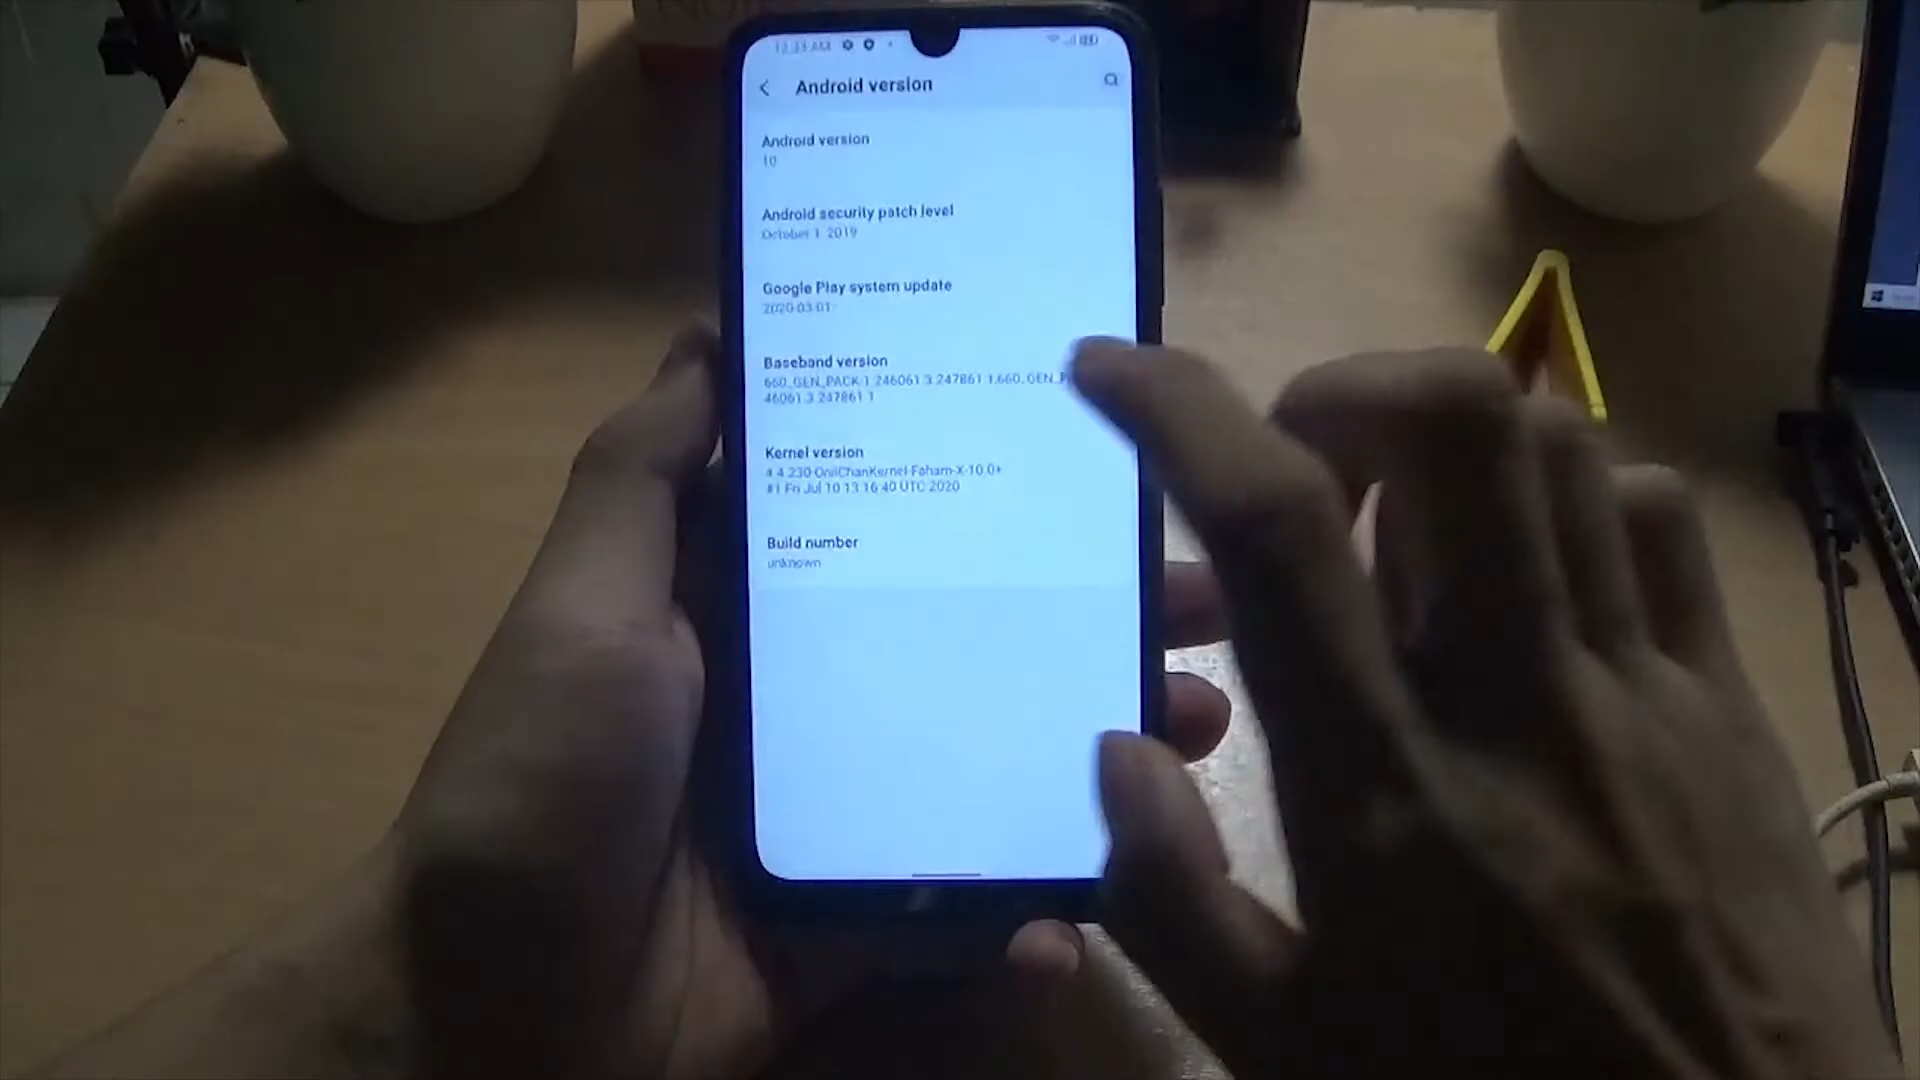 12:33 AM
Android version
Android version
10
Android security patch level
October 1 2019
Google Play system update
2020-03-01
Baseband version
660_GEN_PACK-1.246061.3.247861.1,660_GEN_P
46061.3.247861.1
Kernel version
4.4.230-OniiChanKernel-Faham-X-10.0+
#1 Fri Jul 10 13:16:40 UTC 2020
Build number
unknown